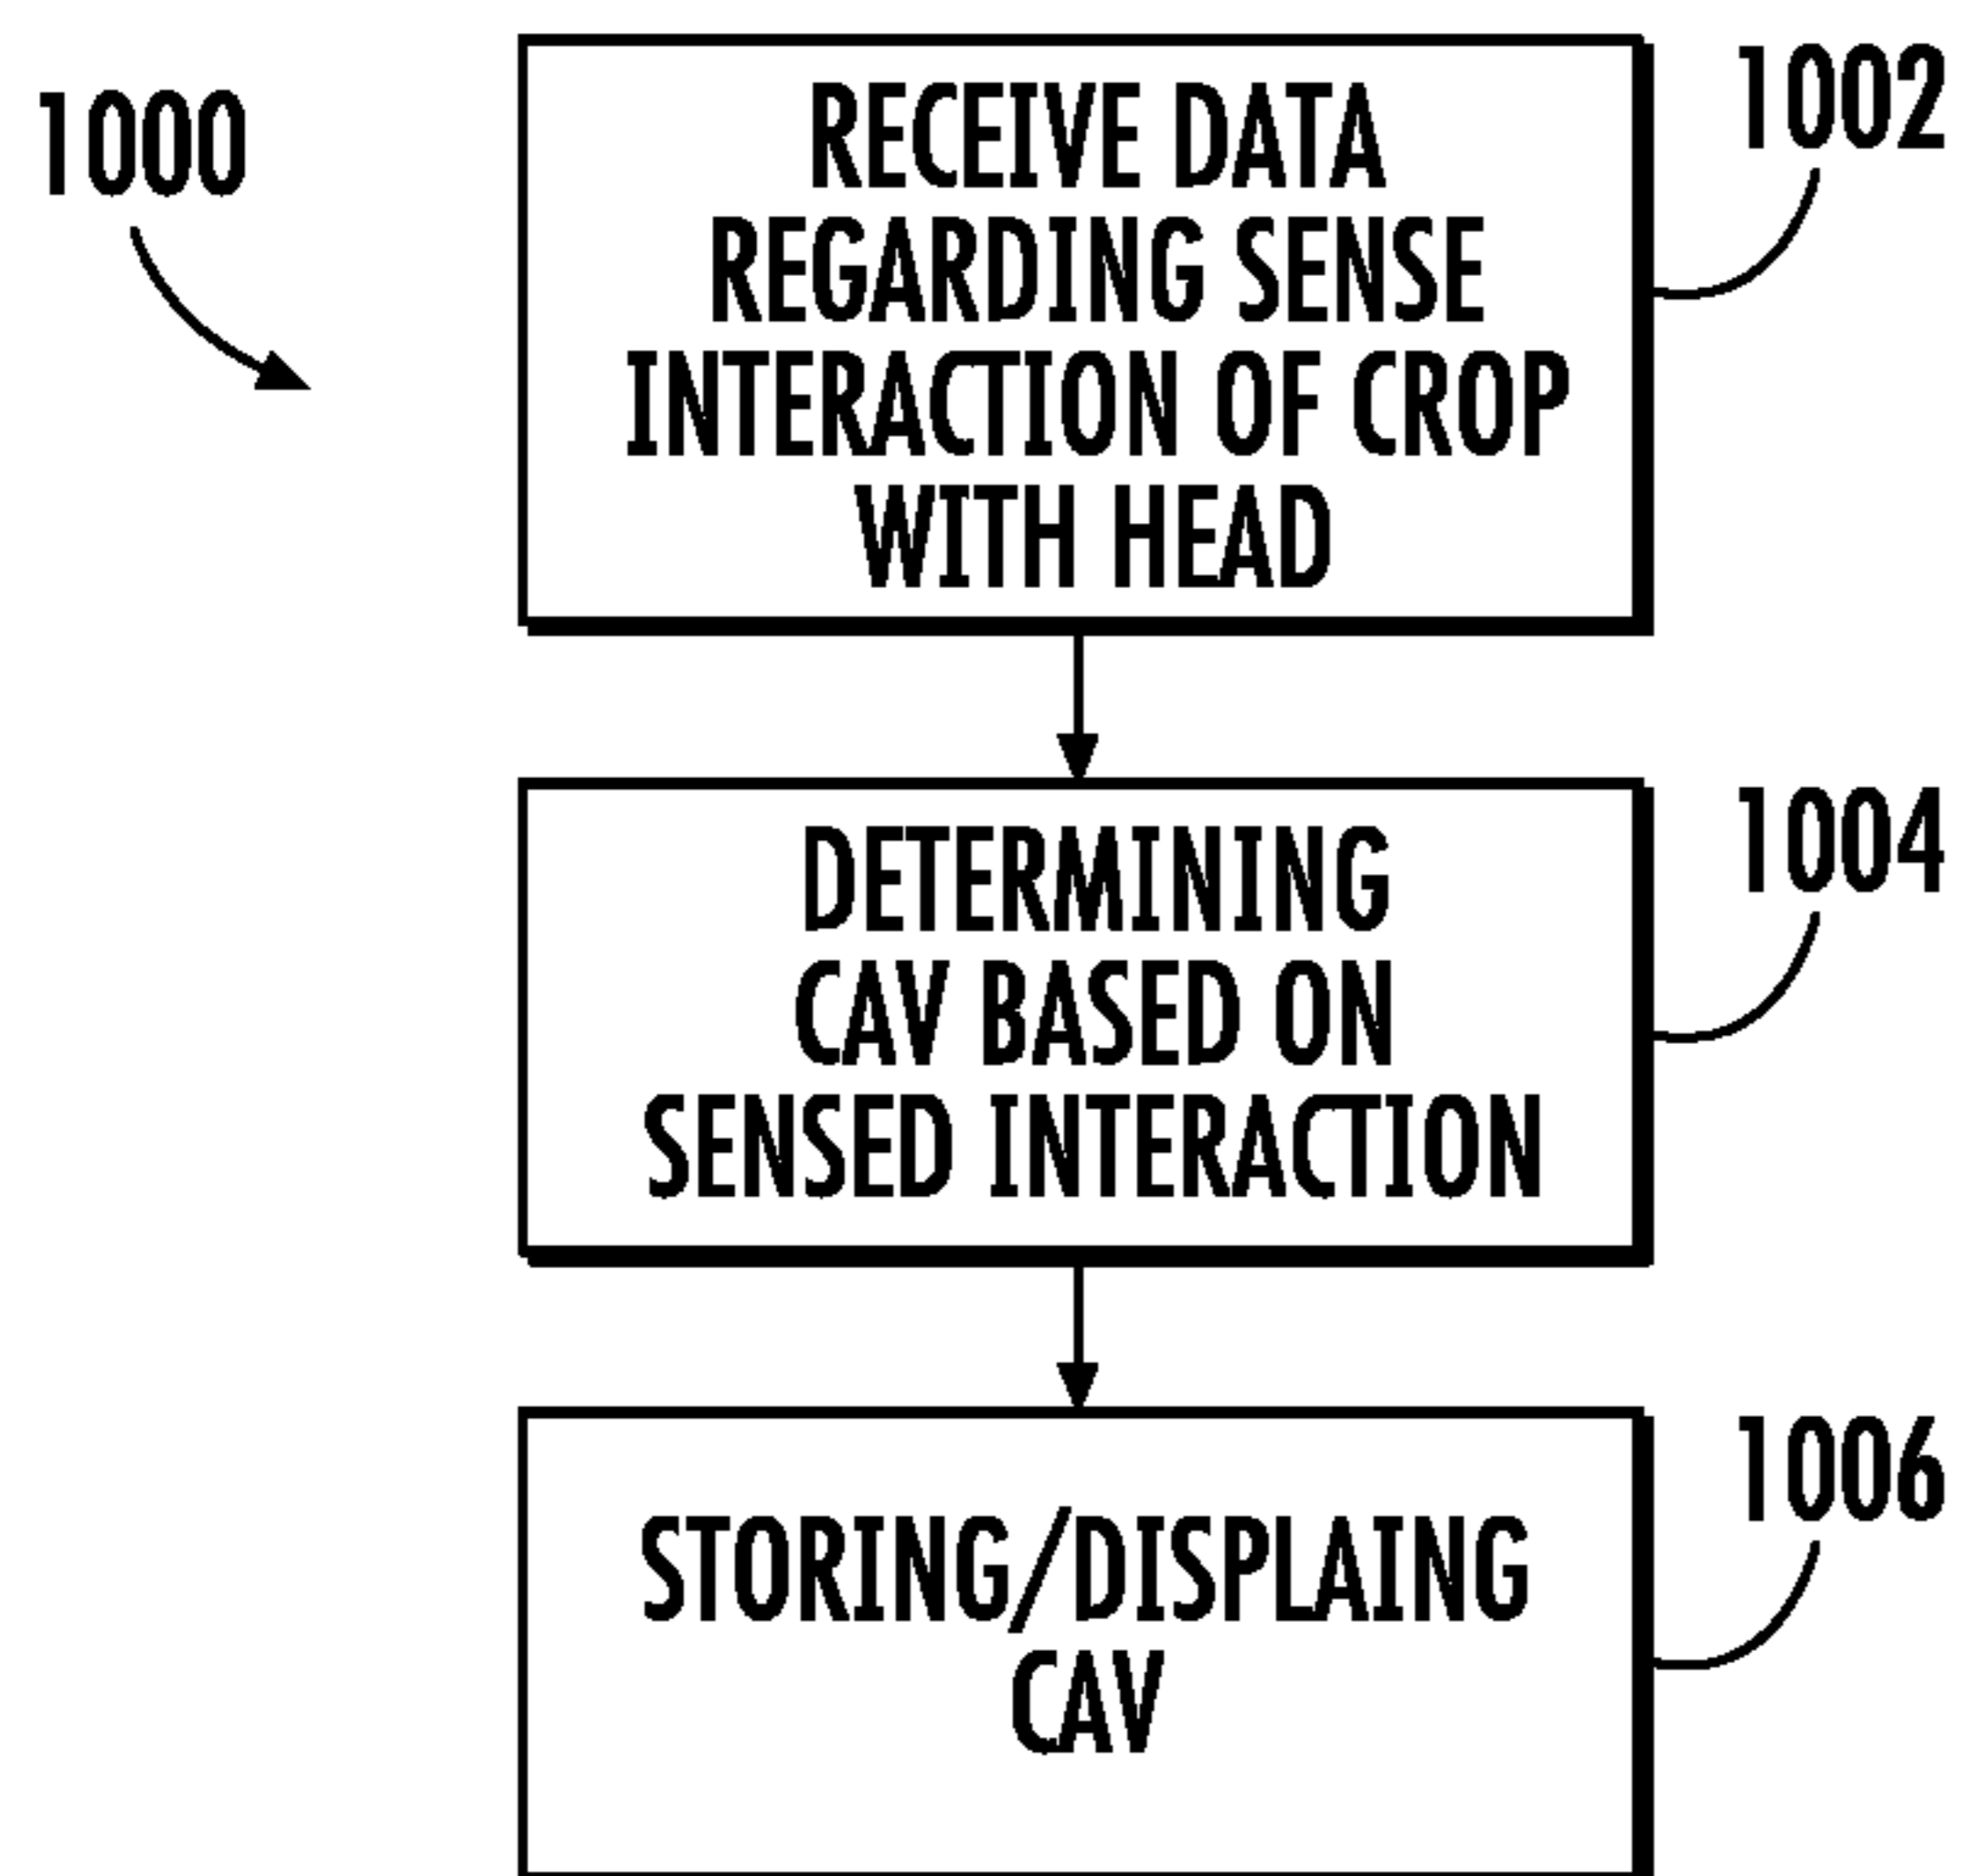 1000
RECEIVE DATA
REGARDING SENSE
INTERACTION OF CROP
WITH HEAD
1002
DETERMINING
CAV BASED ON
SENSED INTERACTION
1004
STORING/DISPLAING
CAV
1006